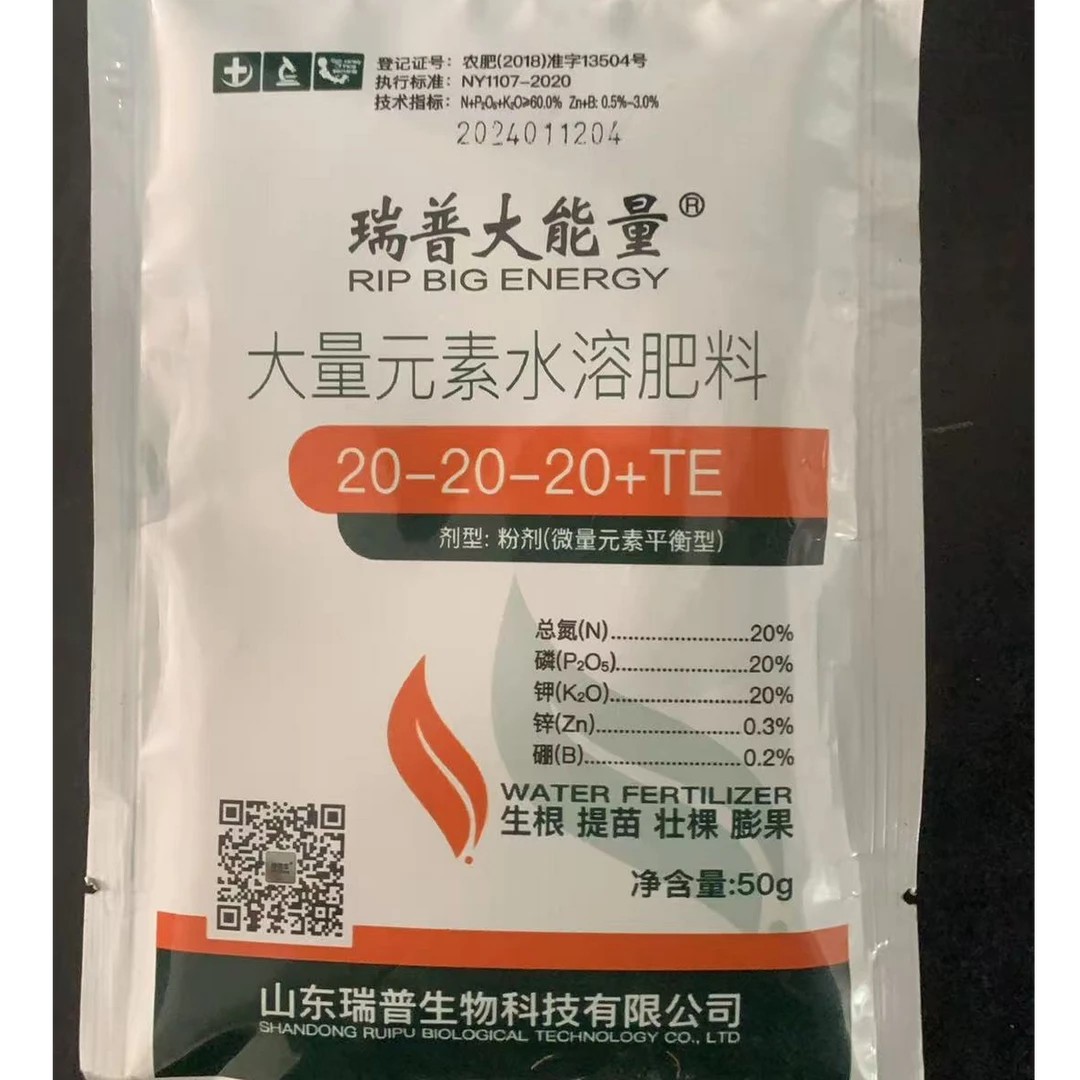 登记证号：农肥(2018)准字13504号
执行标准：NY1107-2020
技术指标：N+P₂O₅+K₂O≥60.0% Zn+B: 0.5%-3.0%
2024011204
瑞普大能量®
RIP BIG ENERGY
大量元素水溶肥料
20-20-20+TE
剂型: 粉剂(微量元素平衡型)
总氮(N)........................20%
磷(P₂O₅)......................20%
钾(K₂O).......................20%
锌(Zn).........................0.3%
硼(B)...........................0.2%
WATER FERTILIZER
生根 提苗 壮棵 膨果
净含量:50g
山东瑞普生物科技有限公司
SHANDONG RUIPU BIOLOGICAL TECHNOLOGY CO., LTD